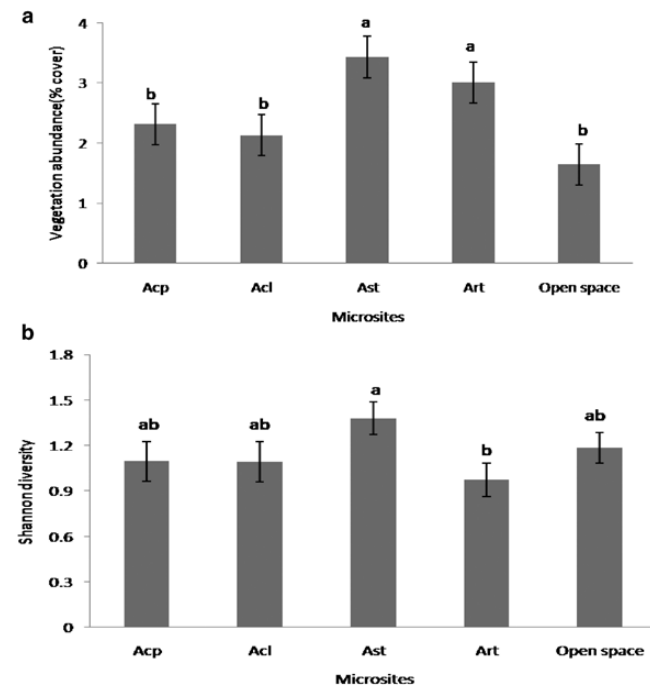 a
Vegetation abundance(% cover)
4
3
2
1
0
b
b
a
a
b
Acp
Acl
Ast
Art
Open space
Microsites
b
Shannon diversity
1.8
1.5
1.2
0.9
0.6
0.3
0
ab
ab
a
b
ab
Acp
Acl
Ast
Art
Open space
Microsites